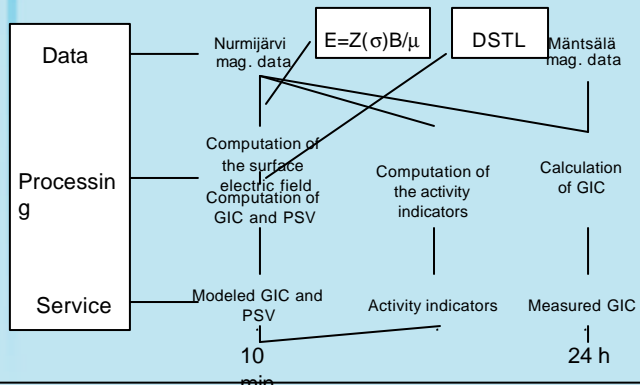 Data
Nurmijärvi
mag. data
E=Z(σ)B/μ
DSTL
Mäntsälä
mag. data
Processin
g
Computation of
the surface
electric field
Computation of
GIC and PSV
Computation of
the activity
indicators
Calculation
of GIC
Service
Modeled GIC and
PSV
Activity indicators
Measured GIC
10
min
24 h